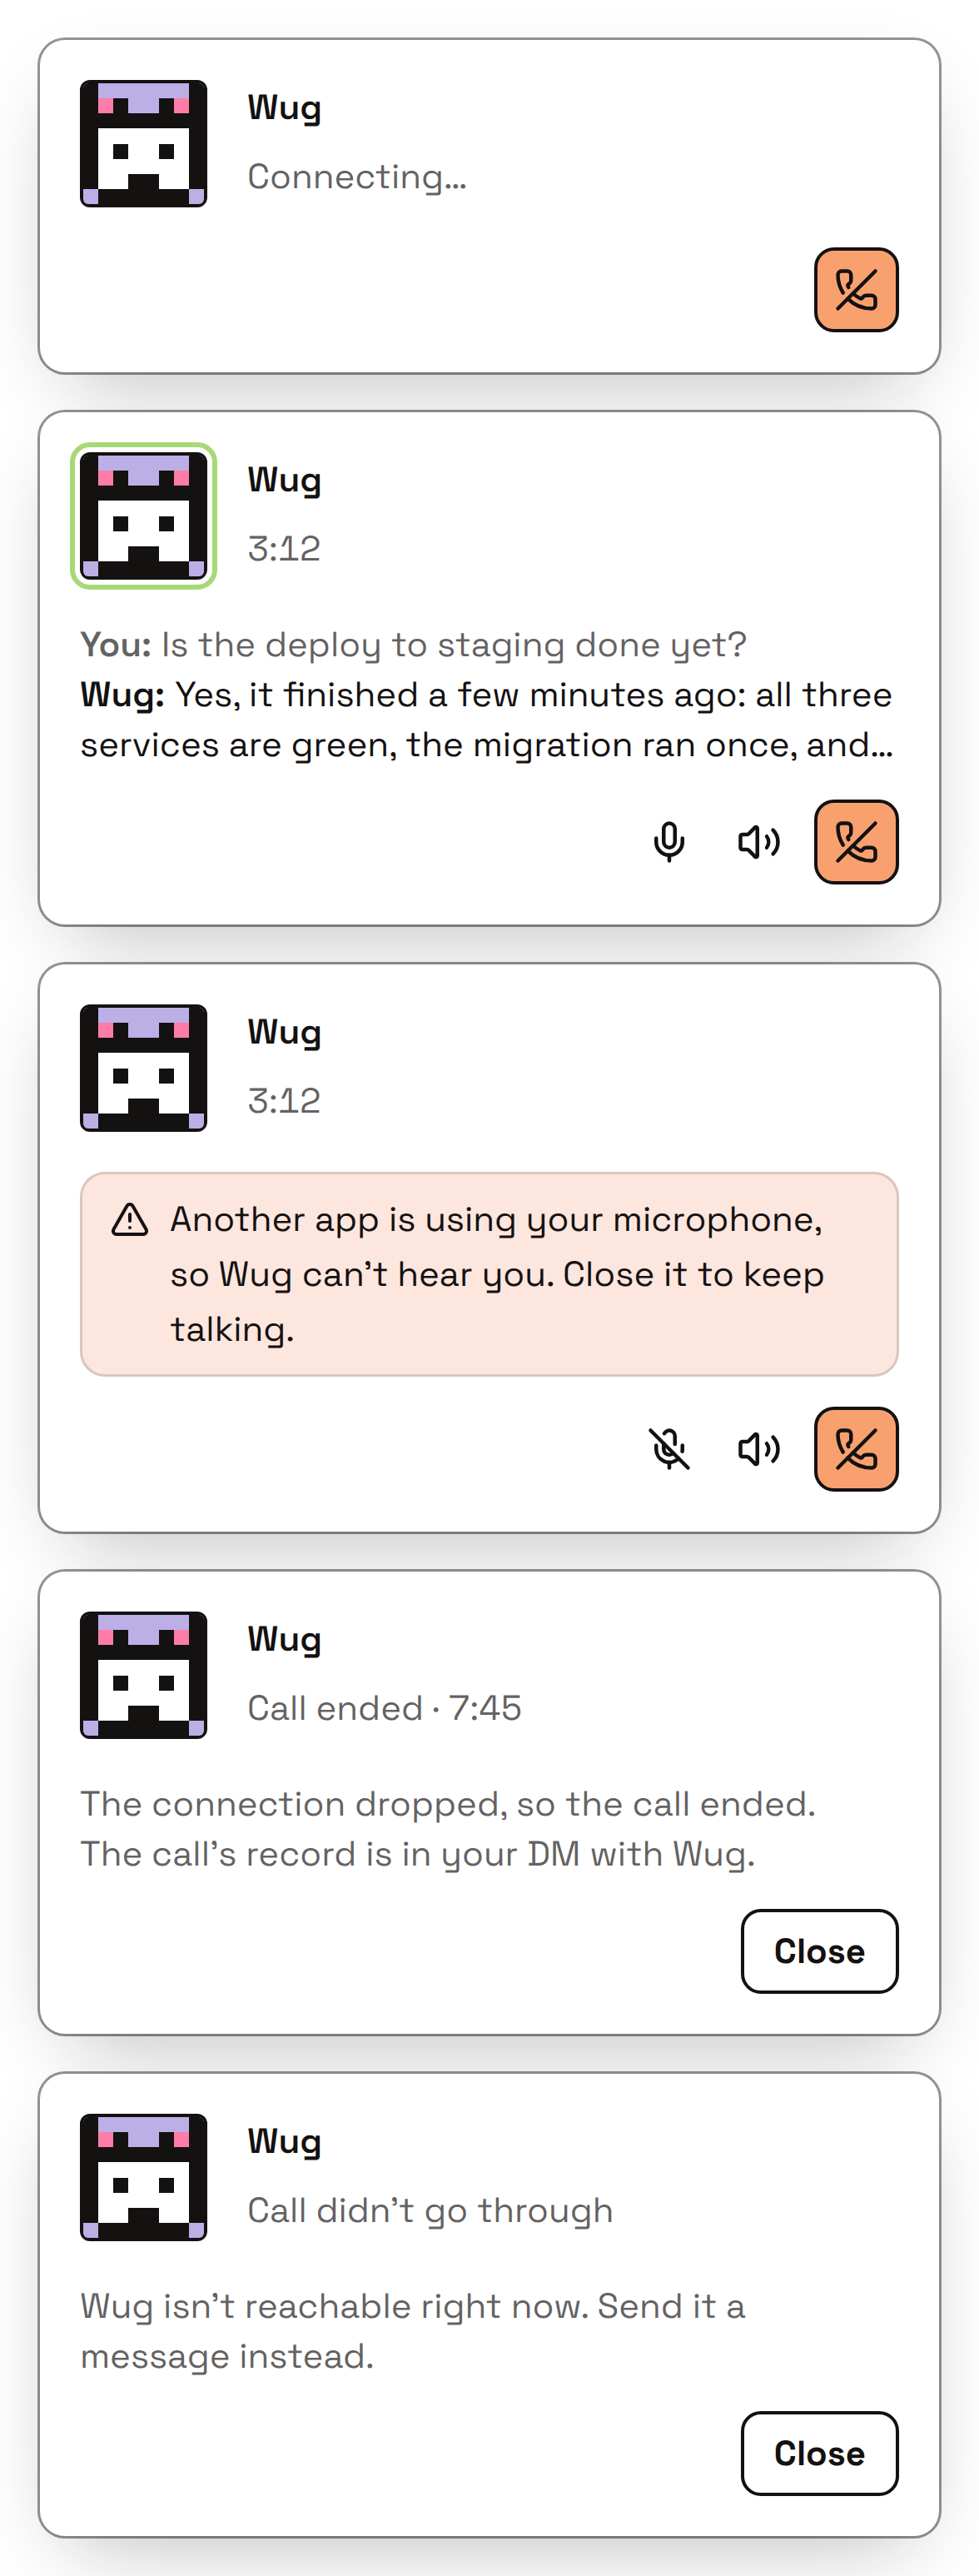 Wug
Connecting...
Wug
3:12
You: Is the deploy to staging done yet?
Wug: Yes, it finished a few minutes ago: all three
services are green, the migration ran once, and...
Wug
3:12
Another app is using your microphone,
so Wug can’t hear you. Close it to keep
talking.
Wug
Call ended · 7:45
The connection dropped, so the call ended.
The call’s record is in your DM with Wug.
Close
Wug
Call didn’t go through
Wug isn’t reachable right now. Send it a
message instead.
Close